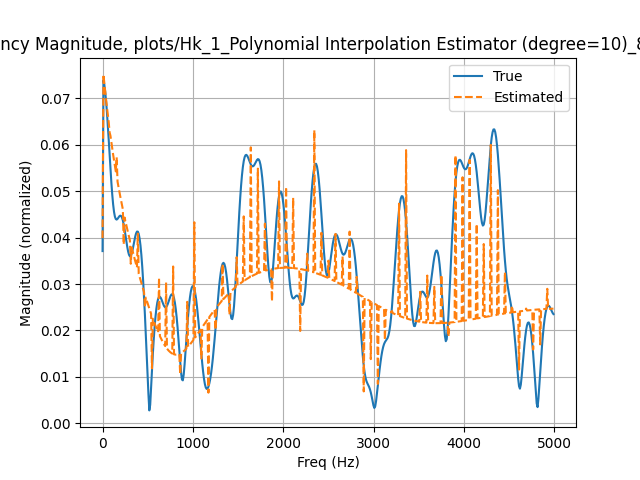 ncy Magnitude, plots/Hk_1_Polynomial Interpolation Estimator (degree=10)_8
True
Estimated
Magnitude (normalized)
0.07
0.06
0.05
0.04
0.03
0.02
0.01
0.00
0 1000 2000 3000 4000 5000
Freq (Hz)